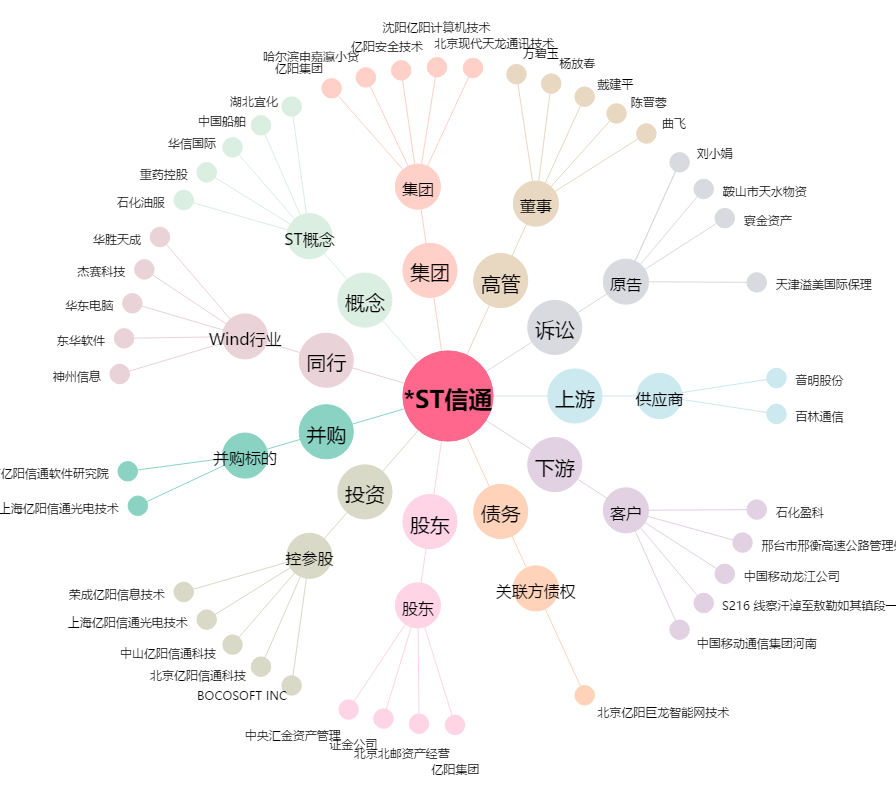 沈阳亿阳计算机技术
亿阳安全技术
北京现代天龙通讯技术
哈尔滨申嘉瀛小贷
亿阳集团
万碧玉
杨放春
戴建平
陈晋蓉
曲飞
湖北宜化
中国船舶
华信国际
重药控股
石化油服
刘小娟
鞍山市天水物资
寰金资产
天津溢美国际保理
华胜天成
杰赛科技
华东电脑
东华软件
神州信息
集团
董事
ST概念
集团
高管
原告
概念
诉讼
Wind行业
同行
*ST信通
上游
供应商
音明股份
百林通信
并购
并购标的
亿阳信通软件研究院
上海亿阳信通光电技术
投资
股东
债务
下游
客户
石化盈科
邢台市邢衡高速公路管理处
中国移动龙江公司
S216 线察汗淖至敖勒如其镇段一
中国移动通信集团河南
控参股
股东
关联方债权
荣成亿阳信息技术
上海亿阳信通光电技术
中山亿阳信通科技
北京亿阳信通科技
BOCOSOFT INC
中央汇金资产管理
证金公司
北京北邮资产经营
亿阳集团
北京亿阳巨龙智能网技术